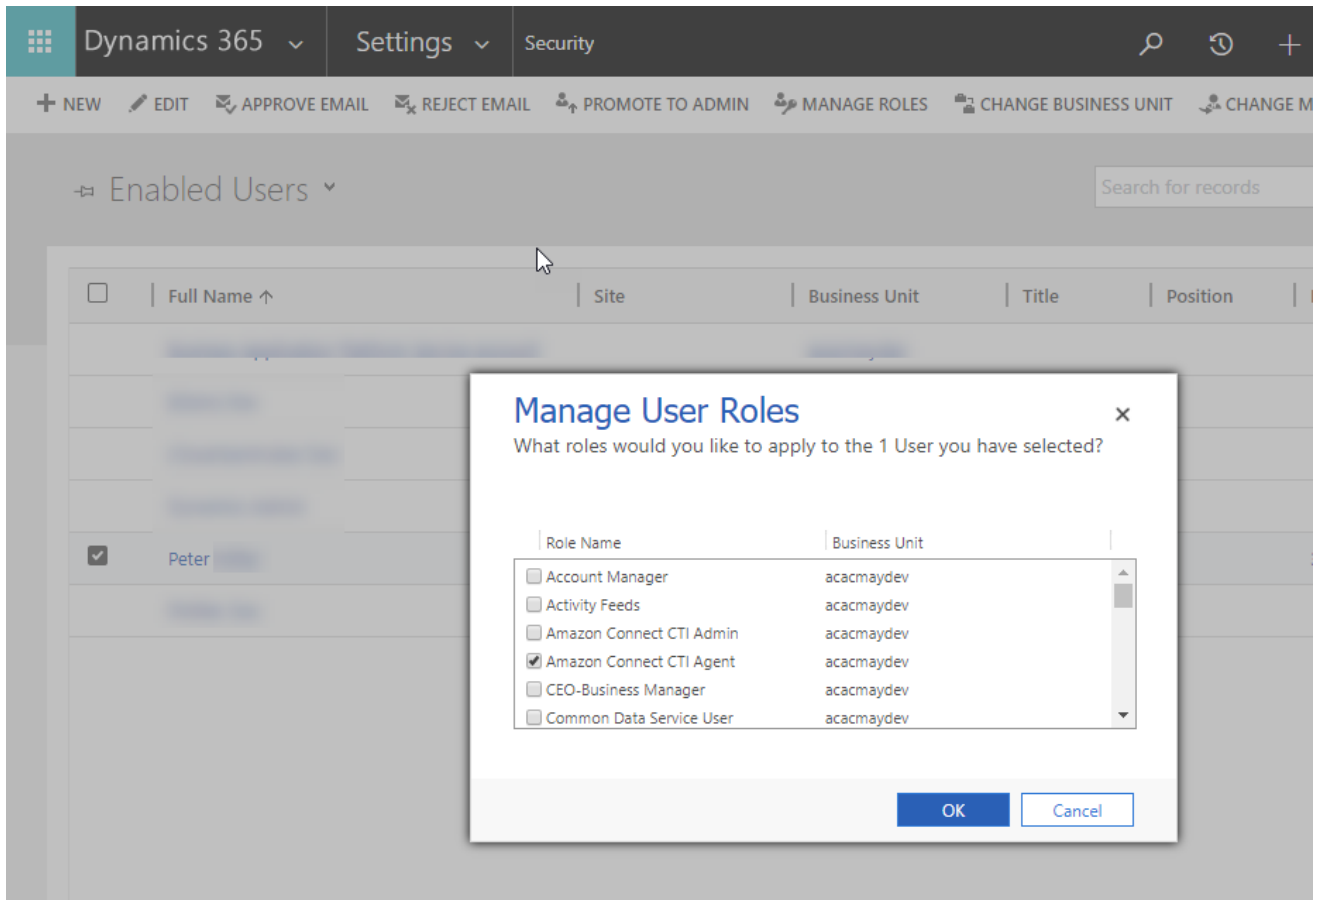 Dynamics 365 Settings Security
NEW EDIT APPROVE EMAIL REJECT EMAIL PROMOTE TO ADMIN MANAGE ROLES CHANGE BUSINESS UNIT CHANGE M
Enabled Users
Search for records
Full Name Site Business Unit Title Position
Peter
Manage User Roles
What roles would you like to apply to the 1 User you have selected?
Role Name Business Unit
Account Manager acacmaydev
Activity Feeds acacmaydev
Amazon Connect CTI Admin acacmaydev
Amazon Connect CTI Agent acacmaydev
CEO-Business Manager acacmaydev
Common Data Service User acacmaydev
OK Cancel